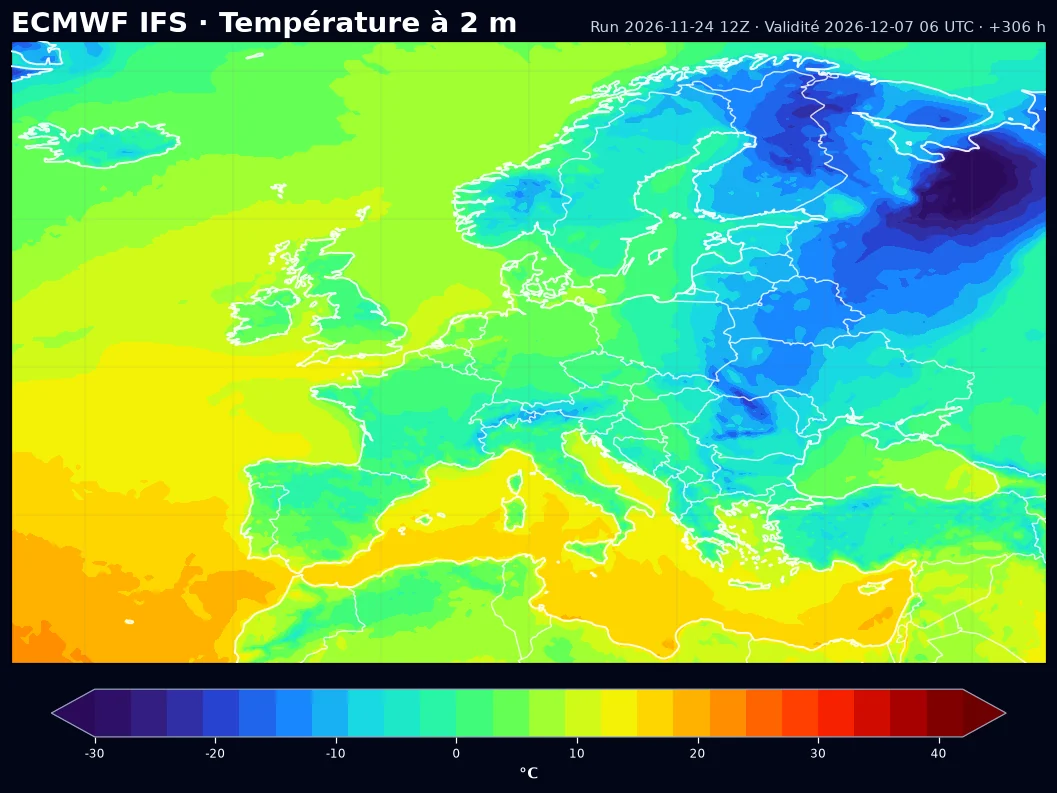 ECMWF IFS · Température à 2 m
Run 2026-11-24 12Z · Validité 2026-12-07 06 UTC · +306 h
-30 -20 -10 0 10 20 30 40
°C